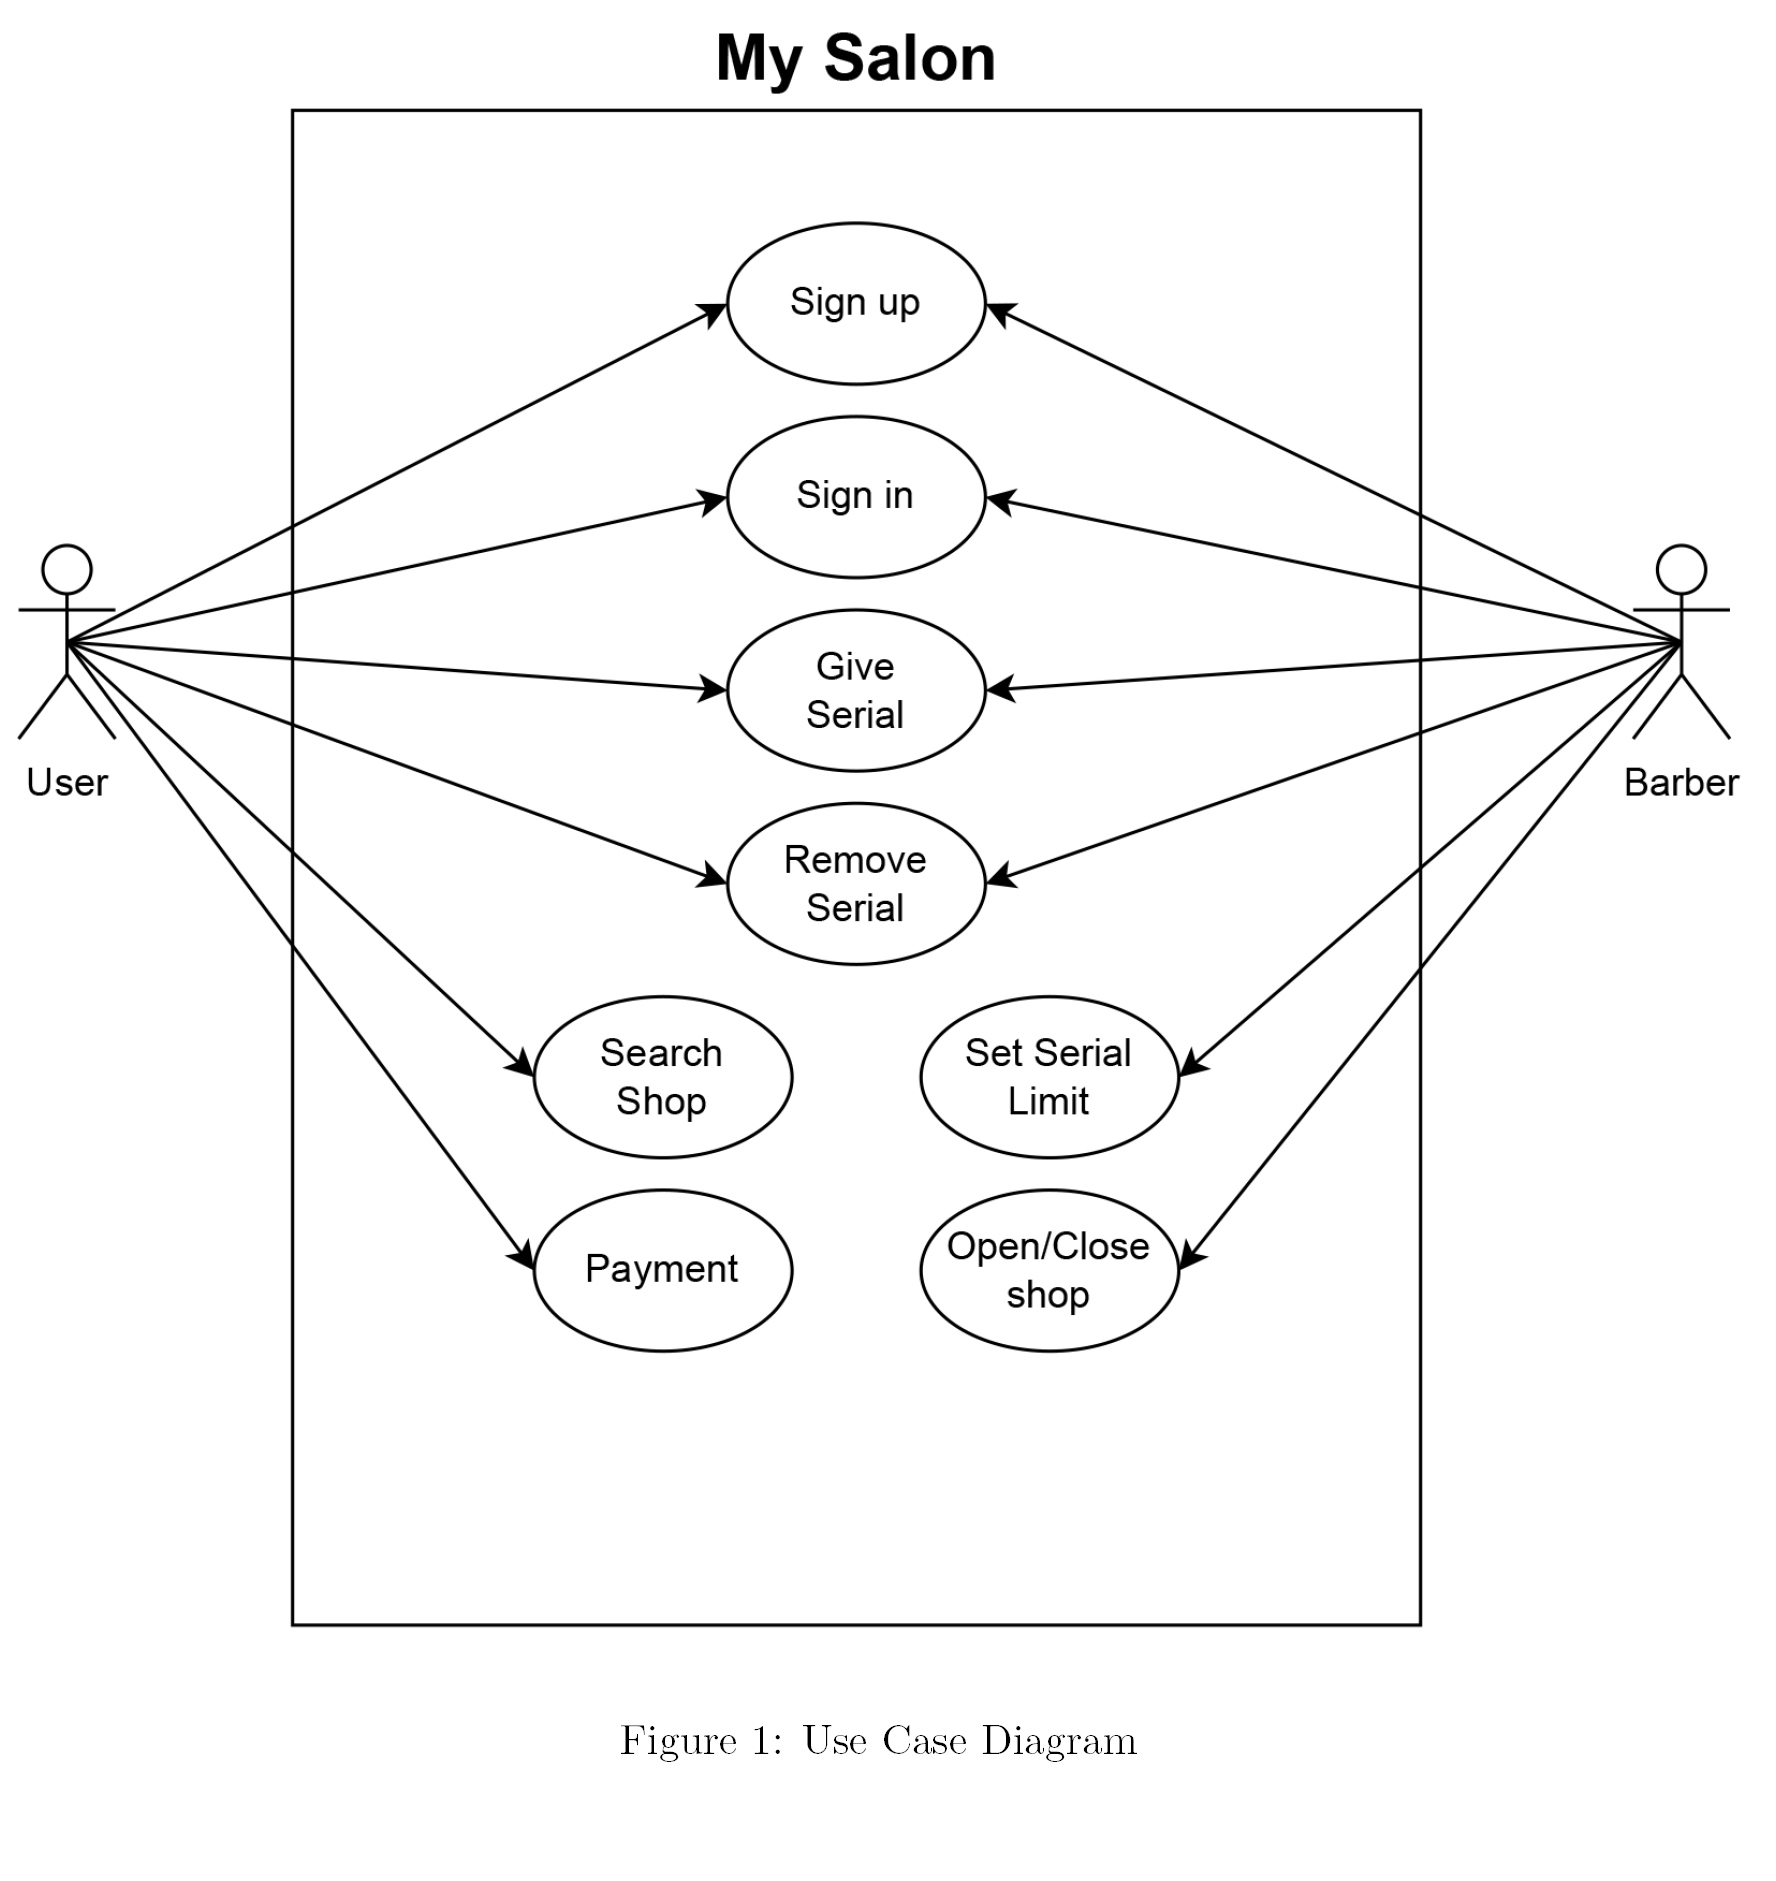 My Salon
Sign up
Sign in
Give
Serial
User
Barber
Remove
Serial
Search
Shop
Set Serial
Limit
Payment
Open/Close
shop
Figure 1: Use Case Diagram